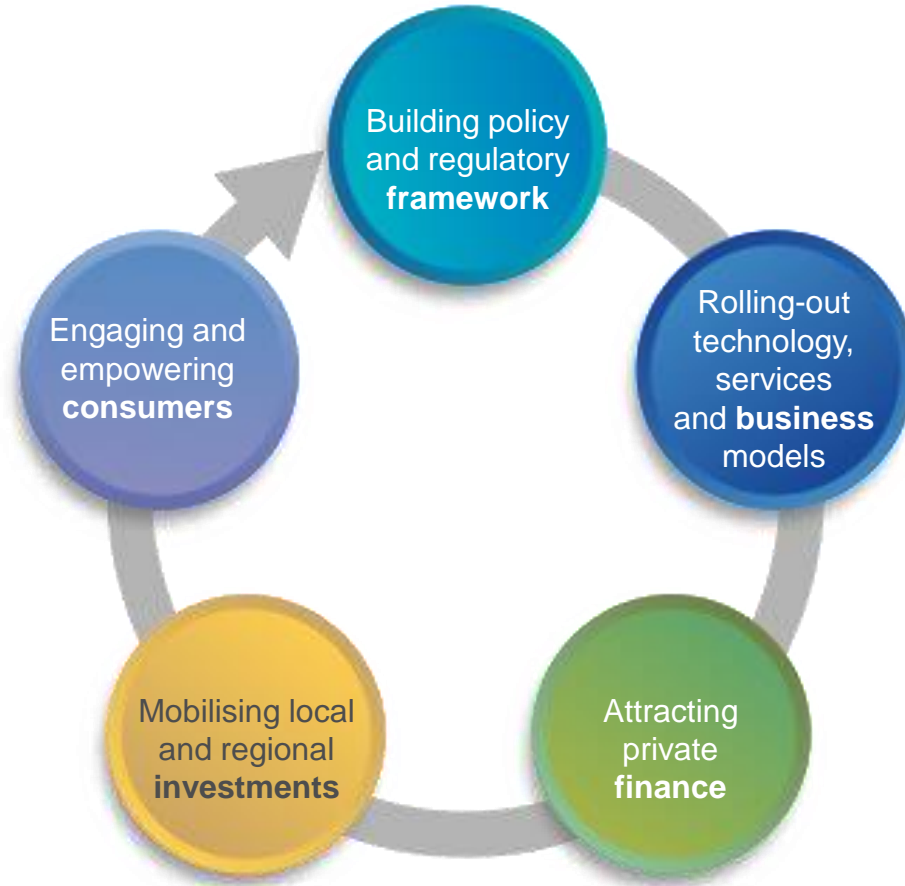 Building policy
and regulatory
framework
Rolling-out
technology,
services
and business
models
Attracting
private
finance
Mobilising local
and regional
investments
Engaging and
empowering
consumers